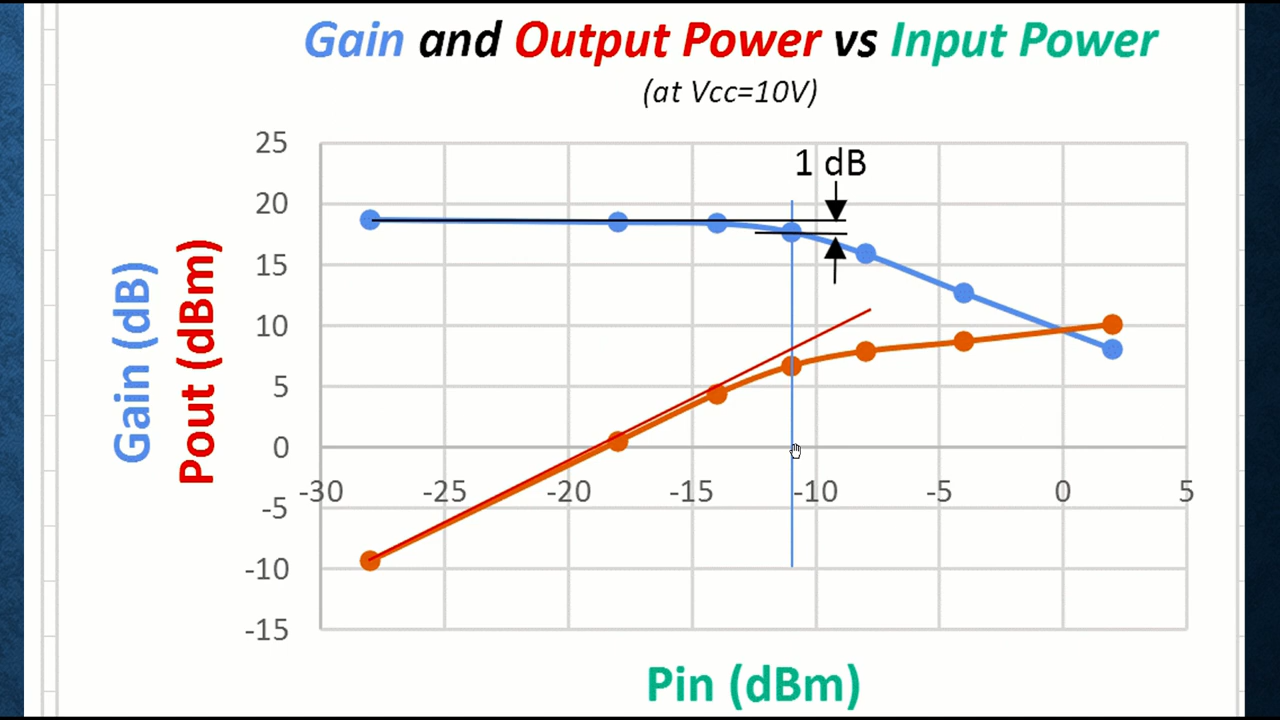 Gain and Output Power vs Input Power
(at Vcc=10V)
1 dB
25
20
15
10
5
0
-5
-10
-15
-30 -25 -20 -15 -10 -5 0 5
Gain (dB)
Pout (dBm)
Pin (dBm)